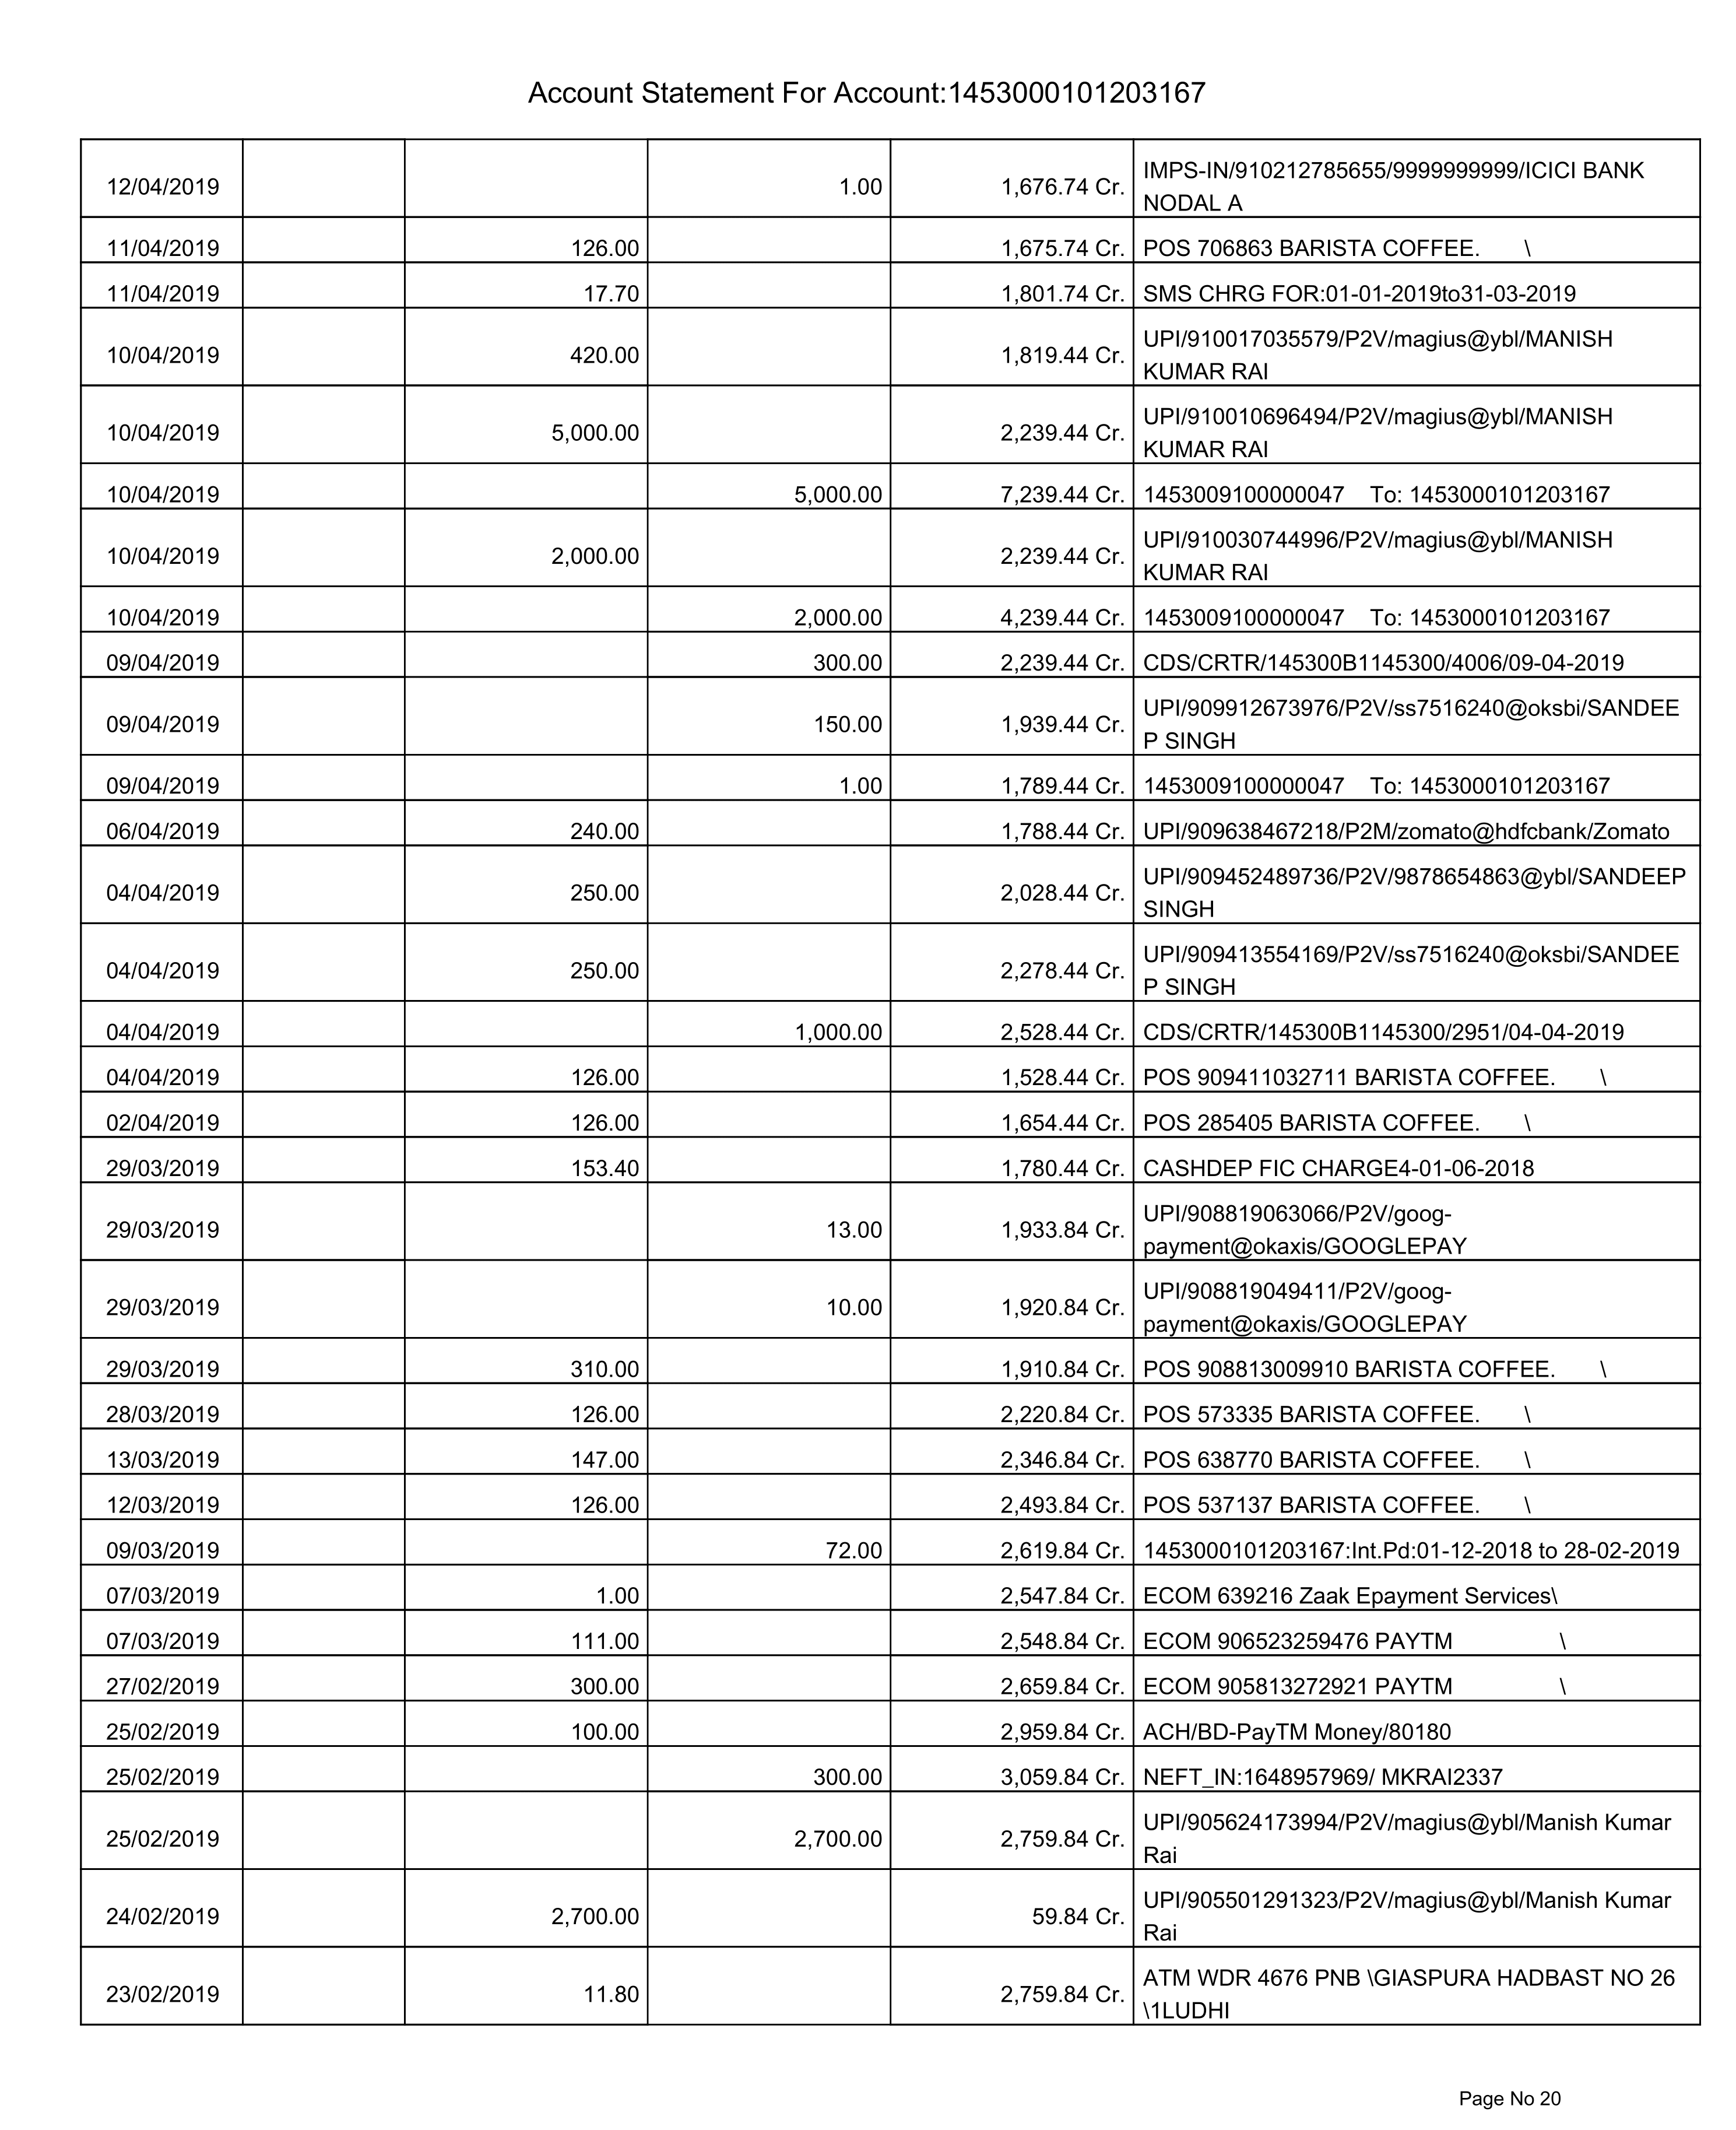 Account Statement For Account:1453000101203167
12/04/2019 1.00 1,676.74 Cr. IMPS-IN/910212785655/9999999999/ICICI BANK
NODAL A
11/04/2019 126.00 1,675.74 Cr. POS 706863 BARISTA COFFEE. \
11/04/2019 17.70 1,801.74 Cr. SMS CHRG FOR:01-01-2019to31-03-2019
10/04/2019 420.00 1,819.44 Cr. UPI/910017035579/P2V/magius@ybl/MANISH
KUMAR RAI
10/04/2019 5,000.00 2,239.44 Cr. UPI/910010696494/P2V/magius@ybl/MANISH
KUMAR RAI
10/04/2019 5,000.00 7,239.44 Cr. 1453009100000047 To: 1453000101203167
10/04/2019 2,000.00 2,239.44 Cr. UPI/910030744996/P2V/magius@ybl/MANISH
KUMAR RAI
10/04/2019 2,000.00 4,239.44 Cr. 1453009100000047 To: 1453000101203167
09/04/2019 300.00 2,239.44 Cr. CDS/CRTR/145300B1145300/4006/09-04-2019
09/04/2019 150.00 1,939.44 Cr. UPI/909912673976/P2V/ss7516240@oksbi/SANDEE
P SINGH
09/04/2019 1.00 1,789.44 Cr. 1453009100000047 To: 1453000101203167
06/04/2019 240.00 1,788.44 Cr. UPI/909638467218/P2M/zomato@hdfcbank/Zomato
04/04/2019 250.00 2,028.44 Cr. UPI/909452489736/P2V/9878654863@ybl/SANDEEP
SINGH
04/04/2019 250.00 2,278.44 Cr. UPI/909413554169/P2V/ss7516240@oksbi/SANDEE
P SINGH
04/04/2019 1,000.00 2,528.44 Cr. CDS/CRTR/145300B1145300/2951/04-04-2019
04/04/2019 126.00 1,528.44 Cr. POS 909411032711 BARISTA COFFEE. \
02/04/2019 126.00 1,654.44 Cr. POS 285405 BARISTA COFFEE. \
29/03/2019 153.40 1,780.44 Cr. CASHDEP FIC CHARGE4-01-06-2018
29/03/2019 13.00 1,933.84 Cr. UPI/908819063066/P2V/goog-
payment@okaxis/GOOGLEPAY
29/03/2019 10.00 1,920.84 Cr. UPI/908819049411/P2V/goog-
payment@okaxis/GOOGLEPAY
29/03/2019 310.00 1,910.84 Cr. POS 908813009910 BARISTA COFFEE. \
28/03/2019 126.00 2,220.84 Cr. POS 573335 BARISTA COFFEE. \
13/03/2019 147.00 2,346.84 Cr. POS 638770 BARISTA COFFEE. \
12/03/2019 126.00 2,493.84 Cr. POS 537137 BARISTA COFFEE. \
09/03/2019 72.00 2,619.84 Cr. 1453000101203167:Int.Pd:01-12-2018 to 28-02-2019
07/03/2019 1.00 2,547.84 Cr. ECOM 639216 Zaak Epayment Services\
07/03/2019 111.00 2,548.84 Cr. ECOM 906523259476 PAYTM \
27/02/2019 300.00 2,659.84 Cr. ECOM 905813272921 PAYTM \
25/02/2019 100.00 2,959.84 Cr. ACH/BD-PayTM Money/80180
25/02/2019 300.00 3,059.84 Cr. NEFT_IN:1648957969/ MKRAI2337
25/02/2019 2,700.00 2,759.84 Cr. UPI/905624173994/P2V/magius@ybl/Manish Kumar
Rai
24/02/2019 2,700.00 59.84 Cr. UPI/905501291323/P2V/magius@ybl/Manish Kumar
Rai
23/02/2019 11.80 2,759.84 Cr. ATM WDR 4676 PNB \GIASPURA HADBAST NO 26
\1LUDHI
Page No 20